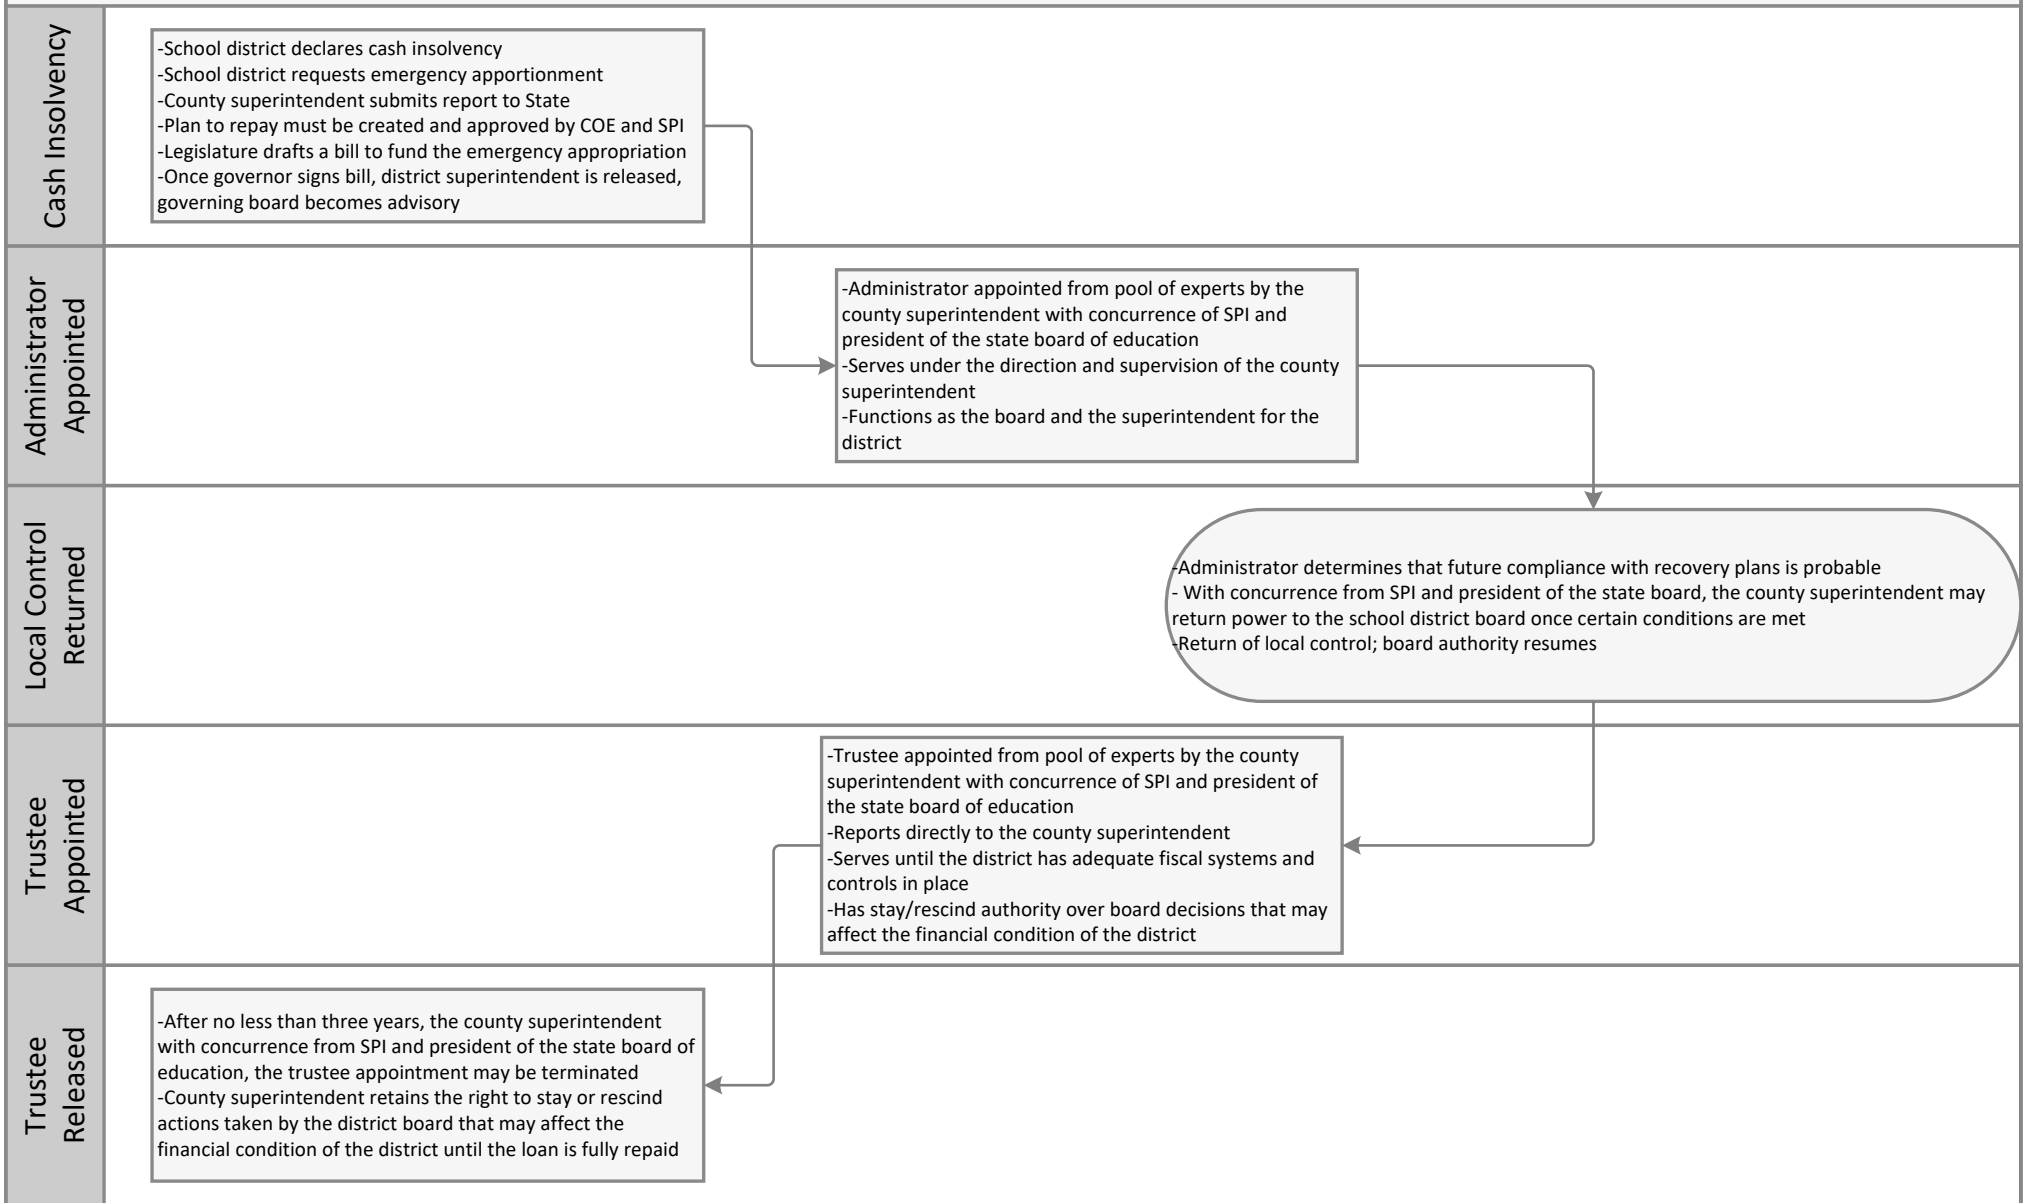 Cash Insolvency
-School district declares cash insolvency
-School district requests emergency apportionment
-County superintendent submits report to State
-Plan to repay must be created and approved by COE and SPI
-Legislature drafts a bill to fund the emergency appropriation
-Once governor signs bill, district superintendent is released,
governing board becomes advisory
Administrator
Appointed
-Administrator appointed from pool of experts by the
county superintendent with concurrence of SPI and
president of the state board of education
-Serves under the direction and supervision of the county
superintendent
-Functions as the board and the superintendent for the
district
Local Control
Returned
-Administrator determines that future compliance with recovery plans is probable
- With concurrence from SPI and president of the state board, the county superintendent may
return power to the school district board once certain conditions are met
-Return of local control; board authority resumes
Trustee
Appointed
-Trustee appointed from pool of experts by the county
superintendent with concurrence of SPI and president of
the state board of education
-Reports directly to the county superintendent
-Serves until the district has adequate fiscal systems and
controls in place
-Has stay/rescind authority over board decisions that may
affect the financial condition of the district
Trustee
Released
-After no less than three years, the county superintendent
with concurrence from SPI and president of the state board of
education, the trustee appointment may be terminated
-County superintendent retains the right to stay or rescind
actions taken by the district board that may affect the
financial condition of the district until the loan is fully repaid